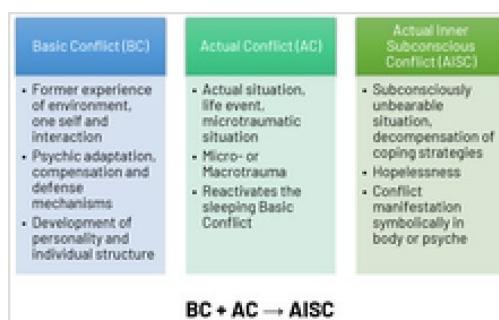 Basic Conflict (BC)
• Former experience
of environment,
one self and
interaction
• Psychic adaptation,
compensation and
defense
mechanisms
• Development of
personality and
individual structure
Actual Conflict (AC)
• Actual situation,
life event,
microtraumatic
situation
• Micro- or
Macrotrauma
• Reactivates the
sleeping Basic
Conflict
Actual Inner
Subconscious
Conflict (AISC)
• Subconsciously
unbearable
situation,
decompensation of
coping strategies
• Hopelessness
• Conflict
manifestation
symbolically in
body or psyche
BC + AC → AISC